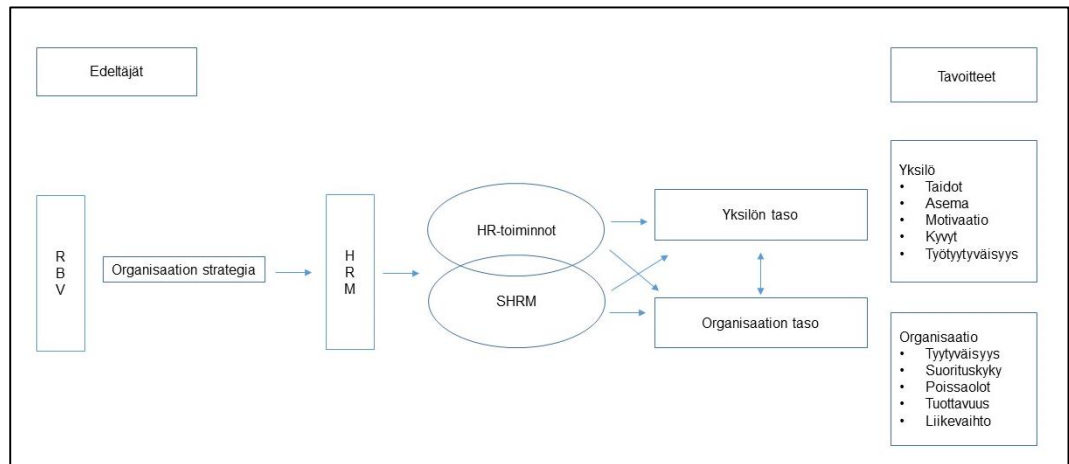 Edeltäjät
Tavoitteet
R
B
V
Organisaation strategia
H
R
M
HR-toiminnot
SHRM
Yksilön taso
Organisaation taso
Yksilö
• Taidot
• Asema
• Motivaatio
• Kyvyt
• Työtyytyväisyys
Organisaatio
• Tyytyväisyys
• Suorituskyky
• Poissaolot
• Tuottavuus
• Liikevaihto